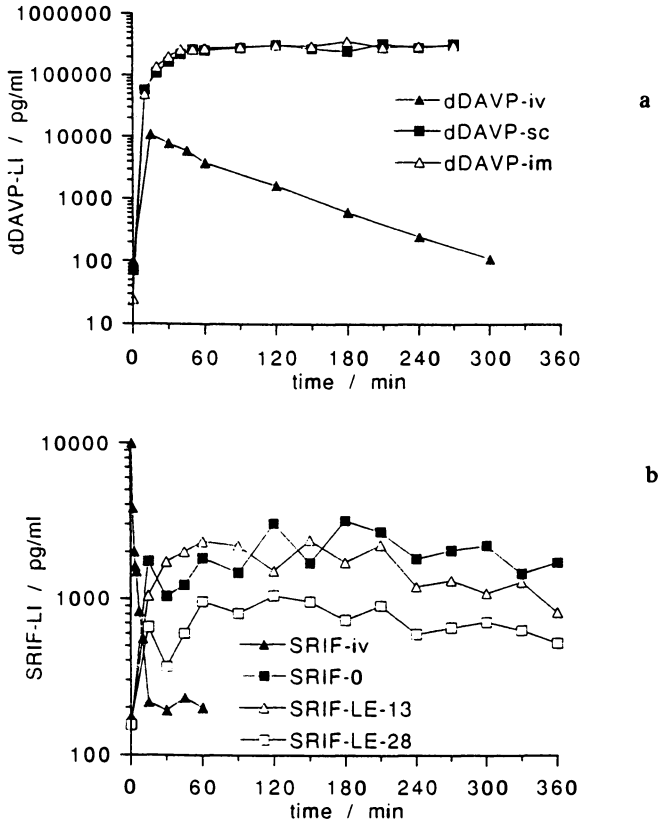 1000000
100000
10000
1000
100
10
dDAVP-LI / pg/ml
dDAVP-iv
dDAVP-sc
dDAVP-im
a
0 60 120 180 240 300 360
time / min
10000
1000
100
SRIF-LI / pg/ml
b
SRIF-iv
SRIF-0
SRIF-LE-13
SRIF-LE-28
0 60 120 180 240 300 360
time / min